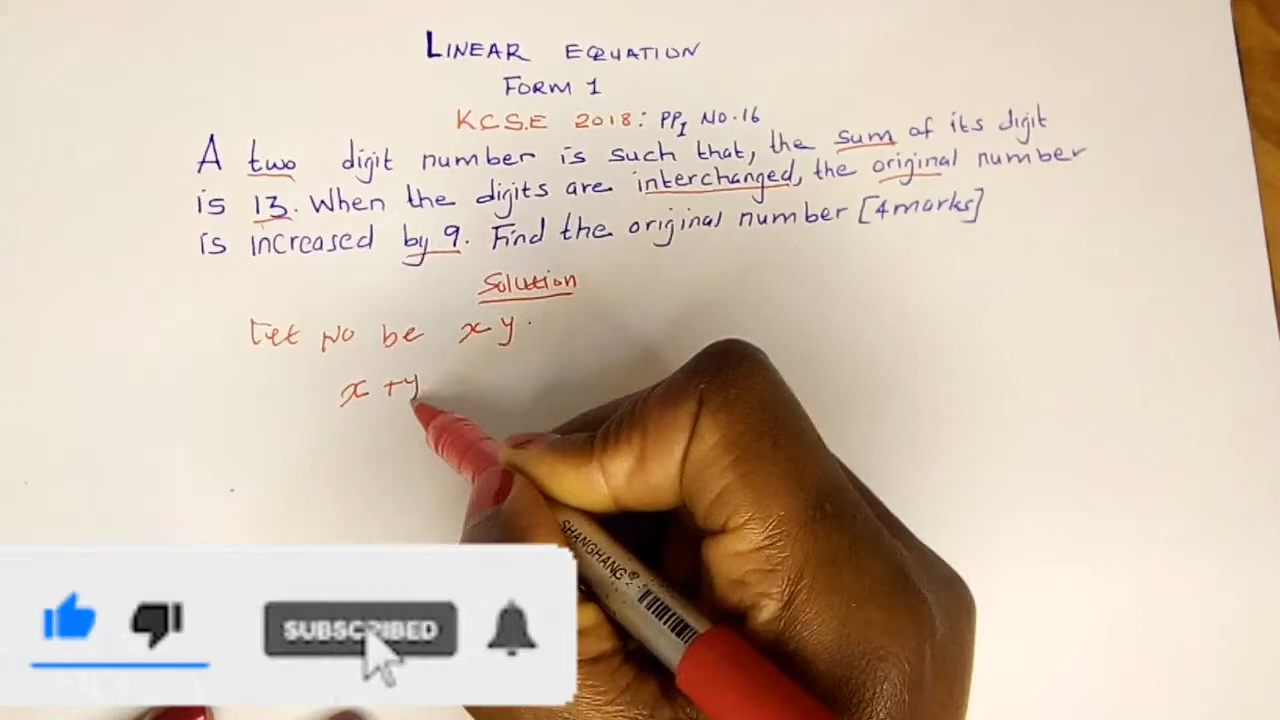 LINEAR EQUATION
FORM 1
KCSE 2018: PPI NO.16
A two digit number is such that, the sum of its digit
is 13. When the digits are interchanged, the original number
is increased by 9. Find the original number [4marks]
Solution
Let No be xy.
x + y
SHANGHANG®
SUBSCRIBED